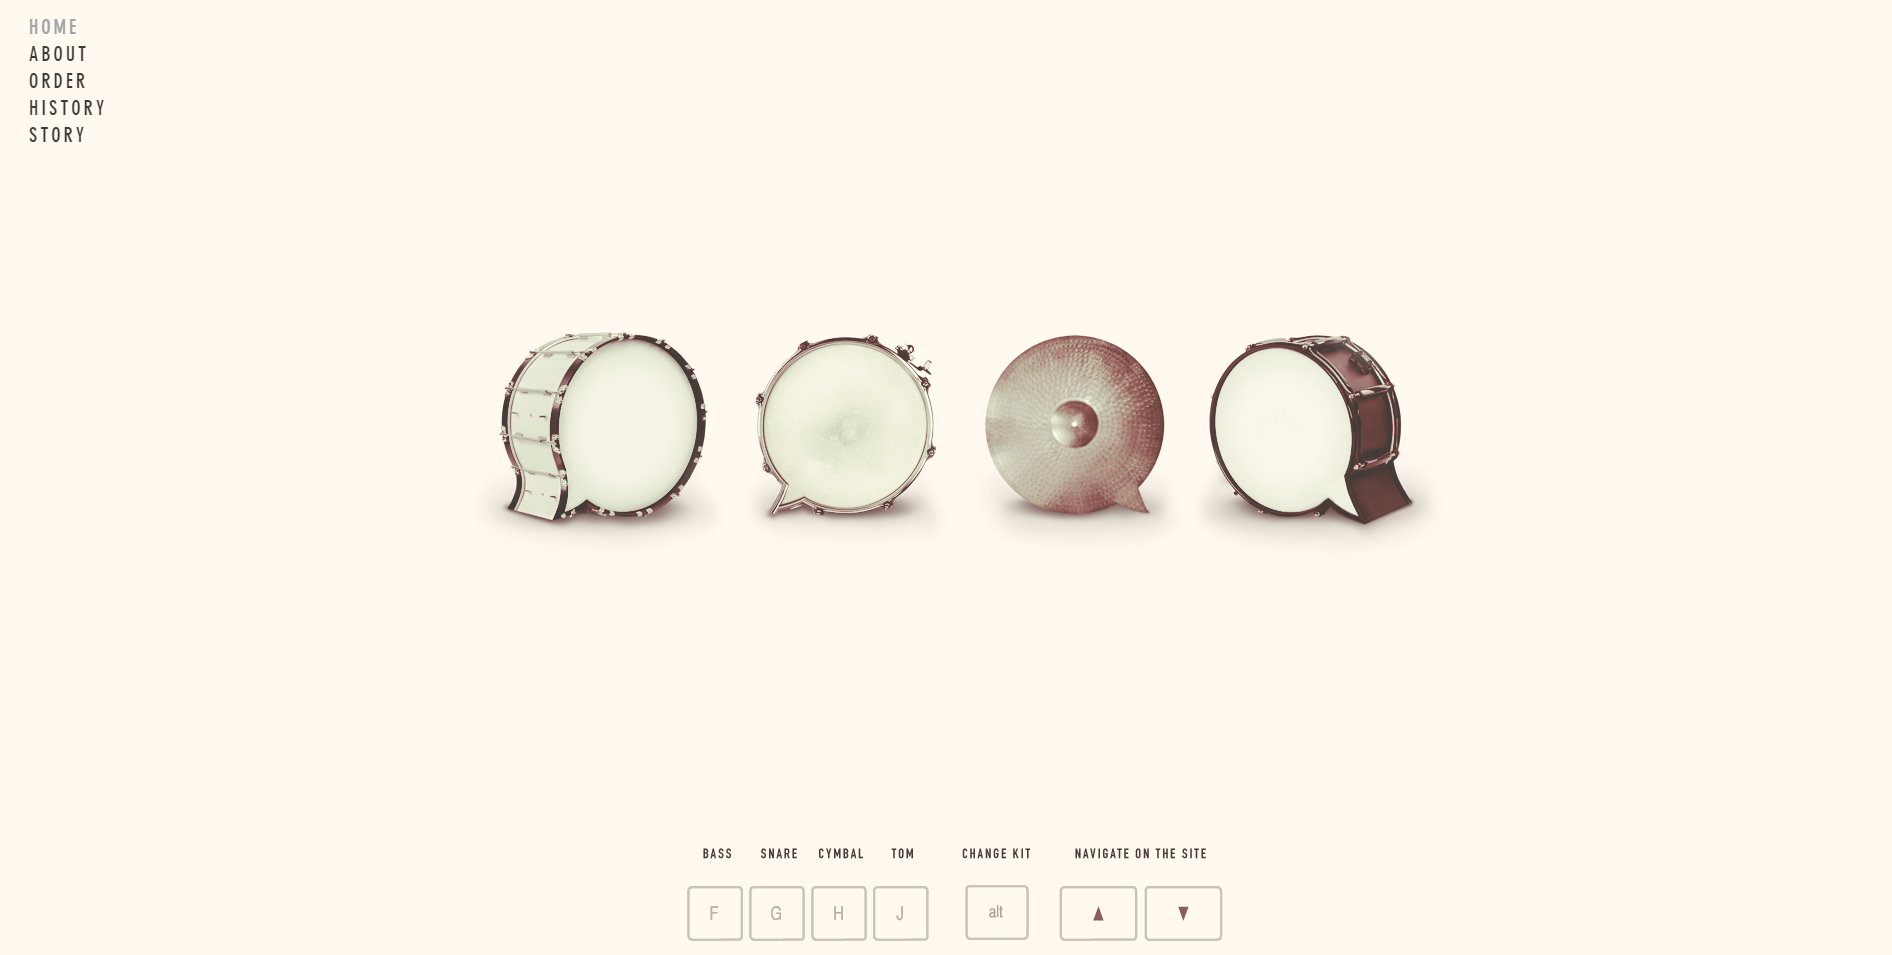 HOME
ABOUT
ORDER
HISTORY
STORY
BASS SNARE CYMBAL TOM CHANGE KIT NAVIGATE ON THE SITE
F G H J alt ▲ ▼